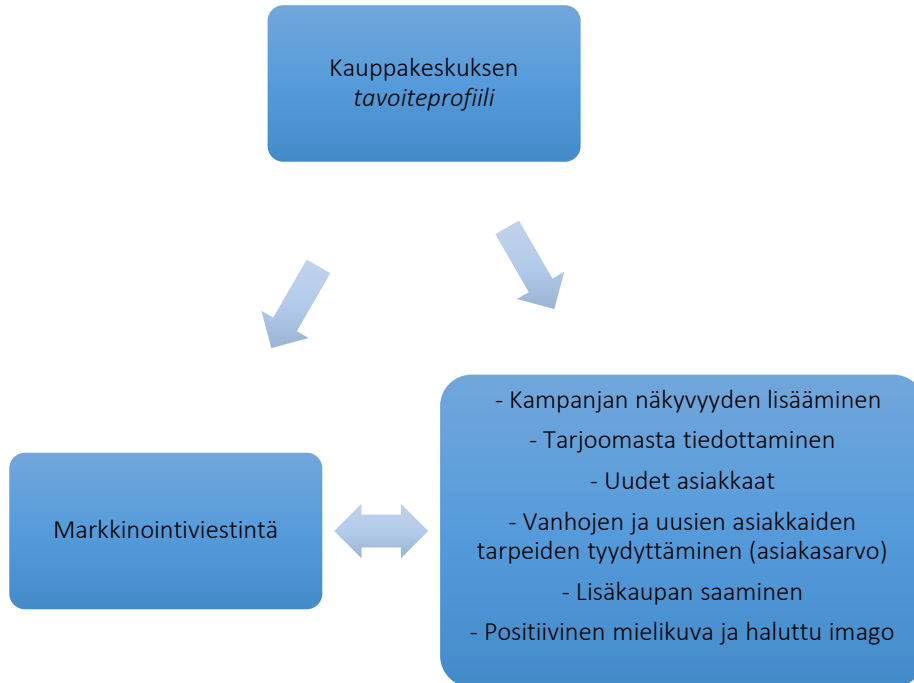 Kauppakeskuksen
tavoiteprofiili
- Kampanjan näkyvyyden lisääminen
- Tarjoomasta tiedottaminen
- Uudet asiakkaat
- Vanhojen ja uusien asiakkaiden
tarpeiden tyydyttäminen (asiakasarvo)
- Lisäkaupan saaminen
- Positiivinen mielikuva ja haluttu imago
Markkinointiviestintä